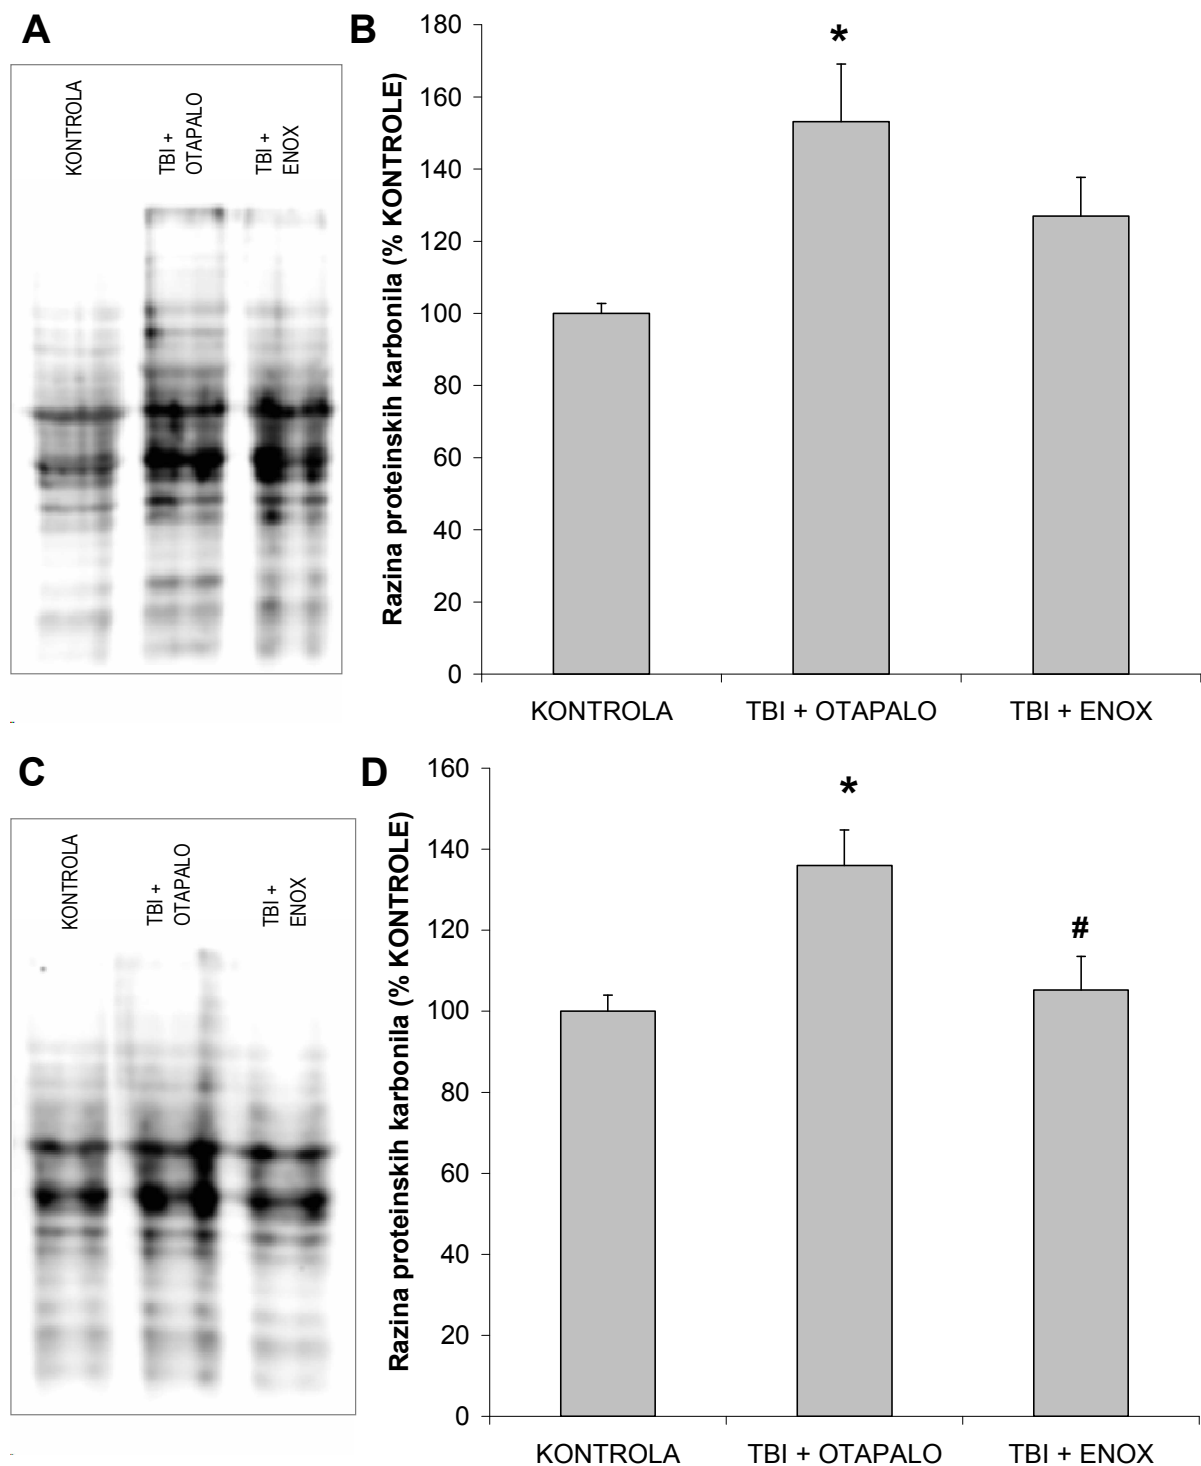 A
KONTROLA
TBI +
OTAPALO
TBI +
ENOX
B
Razina proteinskih karbonila (% KONTROLE)
180
160
140
120
100
80
60
40
20
0
*
KONTROLA
TBI + OTAPALO
TBI + ENOX
C
KONTROLA
TBI +
OTAPALO
TBI +
ENOX
D
Razina proteinskih karbonila (% KONTROLE)
160
140
120
100
80
60
40
20
0
*
#
KONTROLA
TBI + OTAPALO
TBI + ENOX